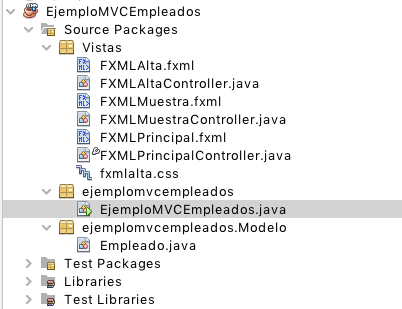 EjemploMVCEmpleados
Source Packages
Vistas
FXMLAlta.fxml
FXMLAltaController.java
FXMLMuestra.fxml
FXMLMuestraController.java
FXMLPrincipal.fxml
FXMLPrincipalController.java
fxmlalta.css
ejemplomvcempleados
EjemploMVCEmpleados.java
ejemplomvcempleados.Modelo
Empleado.java
Test Packages
Libraries
Test Libraries